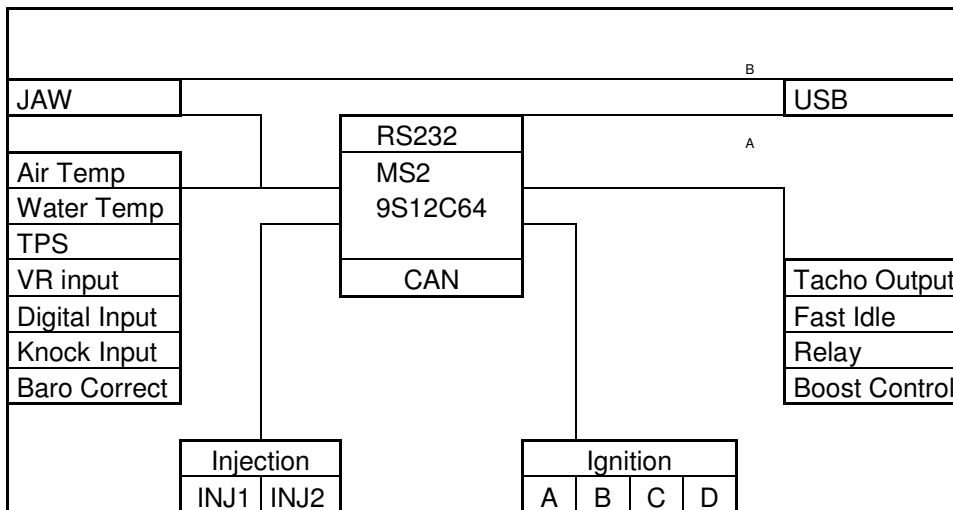 B
JAW
USB
RS232
A
Air Temp
MS2
Water Temp
9S12C64
TPS
VR input
CAN
Tacho Output
Digital Input
Fast Idle
Knock Input
Relay
Baro Correct
Boost Control
Injection
Ignition
INJ1 INJ2
A B C D